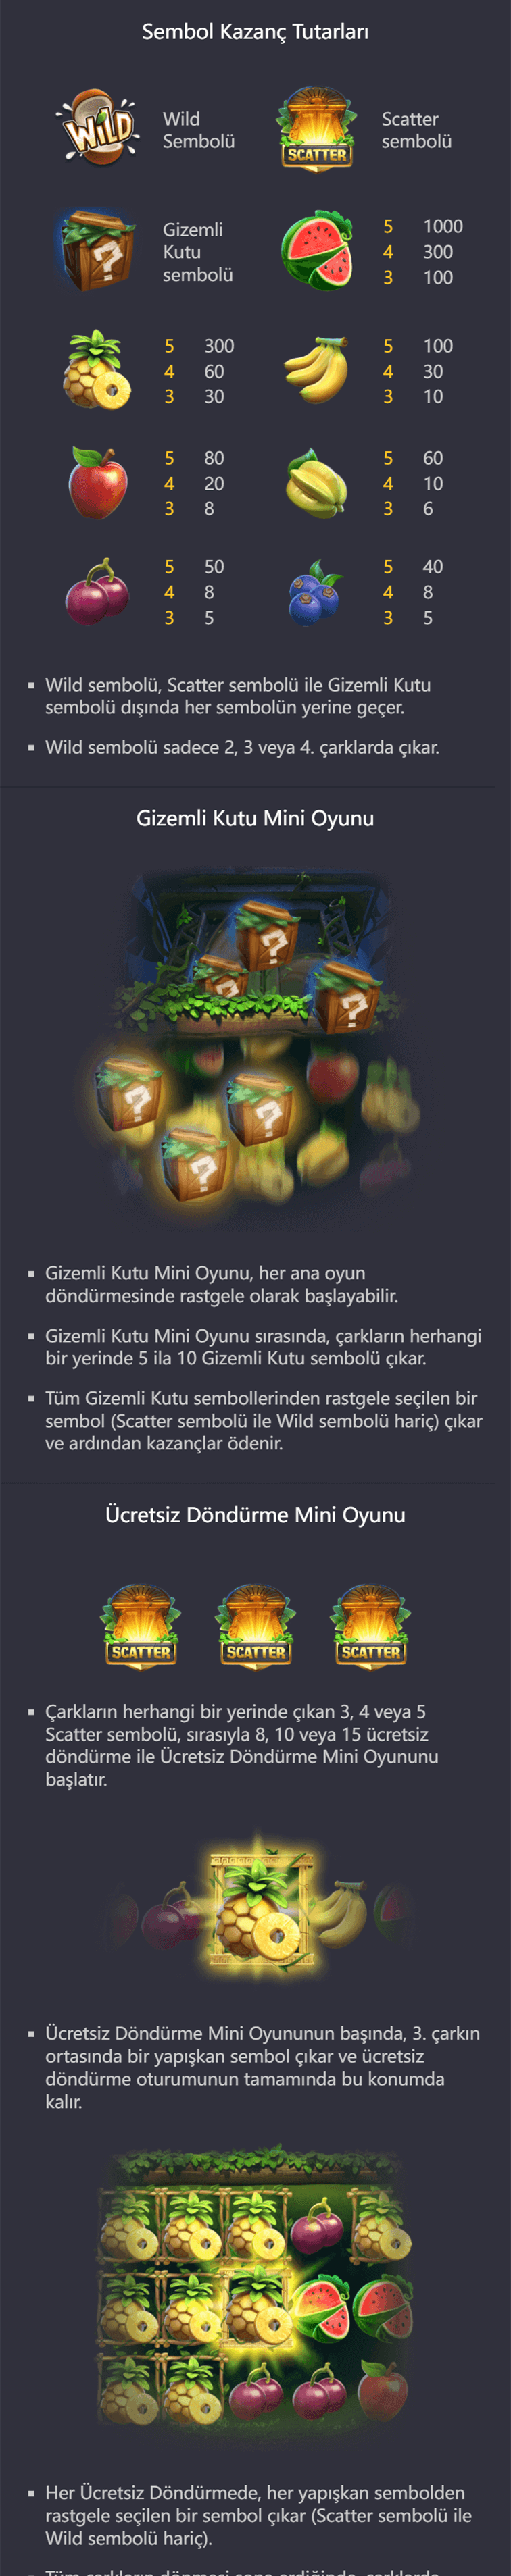 Sembol Kazanç Tutarları
WiLD
Wild
Sembolü
SCATTER
Scatter
sembolü
?
Gizemli
Kutu
sembolü
5 1000
4 300
3 100
5 300
4 60
3 30
5 100
4 30
3 10
5 80
4 20
3 8
5 60
4 10
3 6
5 50
4 8
3 5
5 40
4 8
3 5
▪ Wild sembolü, Scatter sembolü ile Gizemli Kutu
sembolü dışında her sembolün yerine geçer.
▪ Wild sembolü sadece 2, 3 veya 4. çarklarda çıkar.
Gizemli Kutu Mini Oyunu
?
?
?
?
?
?
▪ Gizemli Kutu Mini Oyunu, her ana oyun
döndürmesinde rastgele olarak başlayabilir.
▪ Gizemli Kutu Mini Oyunu sırasında, çarkların herhangi
bir yerinde 5 ila 10 Gizemli Kutu sembolü çıkar.
▪ Tüm Gizemli Kutu sembollerinden rastgele seçilen bir
sembol (Scatter sembolü ile Wild sembolü hariç) çıkar
ve ardından kazançlar ödenir.
Ücretsiz Döndürme Mini Oyunu
SCATTER SCATTER SCATTER
▪ Çarkların herhangi bir yerinde çıkan 3, 4 veya 5
Scatter sembolü, sırasıyla 8, 10 veya 15 ücretsiz
döndürme ile Ücretsiz Döndürme Mini Oyununu
başlatır.
▪ Ücretsiz Döndürme Mini Oyununun başında, 3. çarkın
ortasında bir yapışkan sembol çıkar ve ücretsiz
döndürme oturumunun tamamında bu konumda
kalır.
▪ Her Ücretsiz Döndürmede, her yapışkan sembolden
rastgele seçilen bir sembol çıkar (Scatter sembolü ile
Wild sembolü hariç).